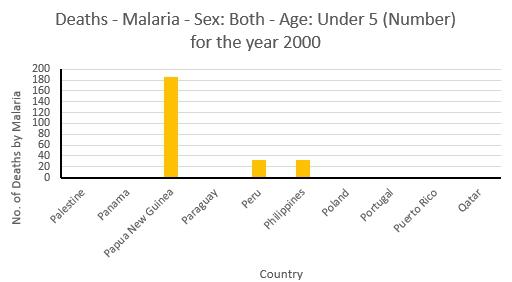 Deaths - Malaria - Sex: Both - Age: Under 5 (Number)
for the year 2000
No. of Deaths by Malaria
200
180
160
140
120
100
80
60
40
20
0
Palestine
Panama
Papua New Guinea
Paraguay
Peru
Philippines
Poland
Portugal
Puerto Rico
Qatar
Country